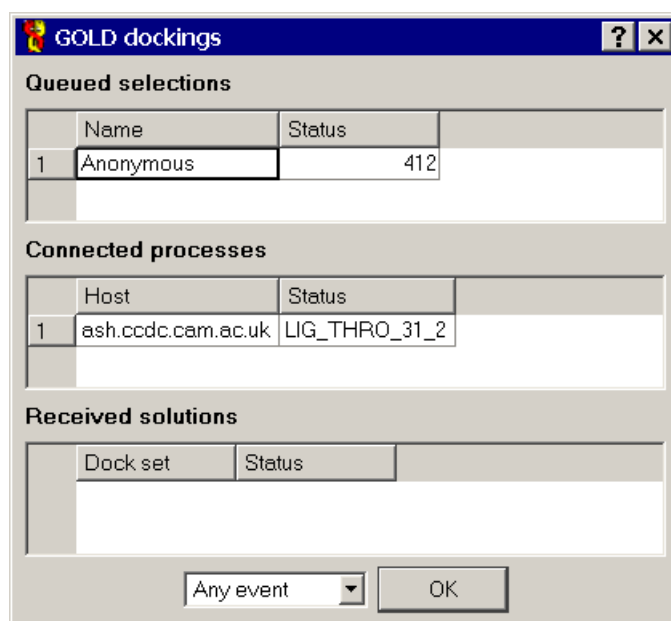 GOLD dockings
Queued selections
Name Status
1 Anonymous 412
Connected processes
Host Status
1 ash.ccdc.cam.ac.uk LIG_THRO_31_2
Received solutions
Dock set Status
Any event OK